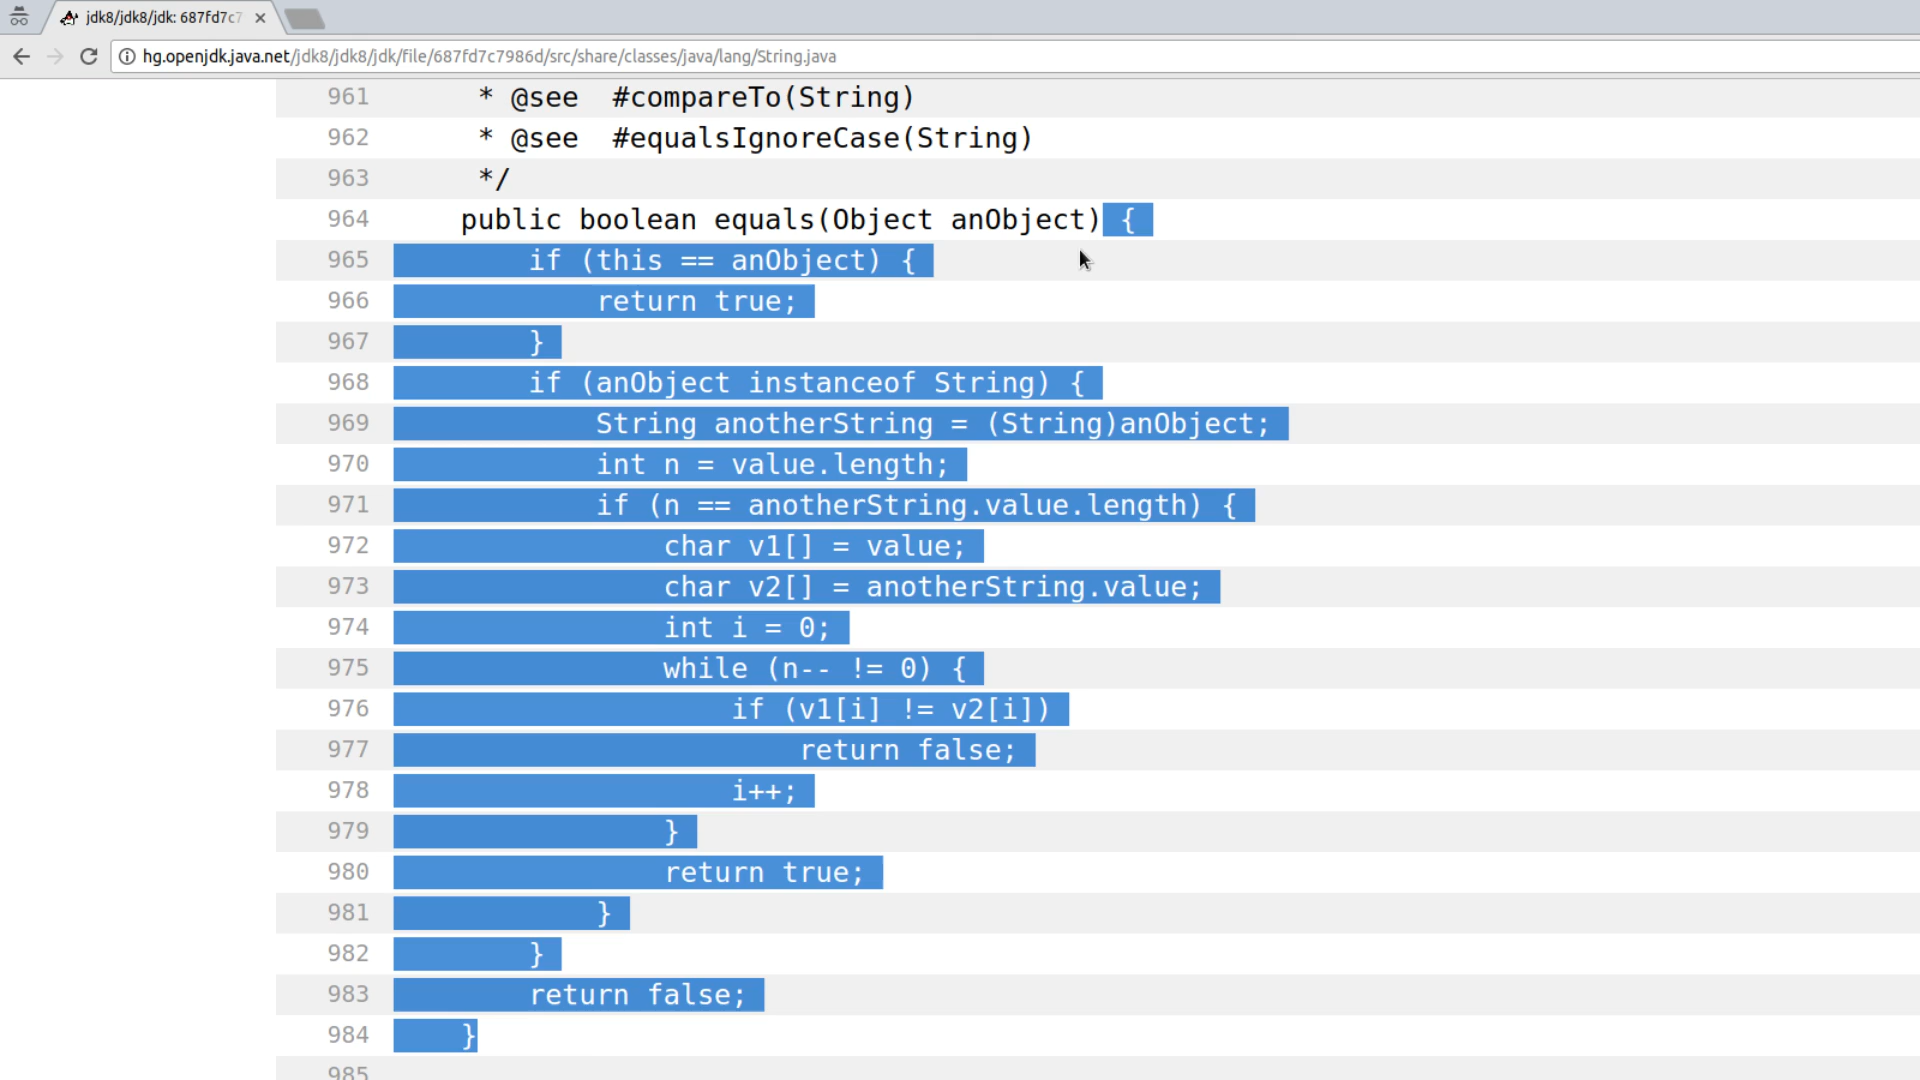 jdk8/jdk8/jdk: 687fd7c7
hg.openjdk.java.net/jdk8/jdk8/jdk/file/687fd7c7986d/src/share/classes/java/lang/String.java
961      * @see  #compareTo(String)
962      * @see  #equalsIgnoreCase(String)
963      */
964     public boolean equals(Object anObject) {
965         if (this == anObject) {
966             return true;
967         }
968         if (anObject instanceof String) {
969             String anotherString = (String)anObject;
970             int n = value.length;
971             if (n == anotherString.value.length) {
972                 char v1[] = value;
973                 char v2[] = anotherString.value;
974                 int i = 0;
975                 while (n-- != 0) {
976                     if (v1[i] != v2[i])
977                         return false;
978                     i++;
979                 }
980                 return true;
981             }
982         }
983         return false;
984     }
985